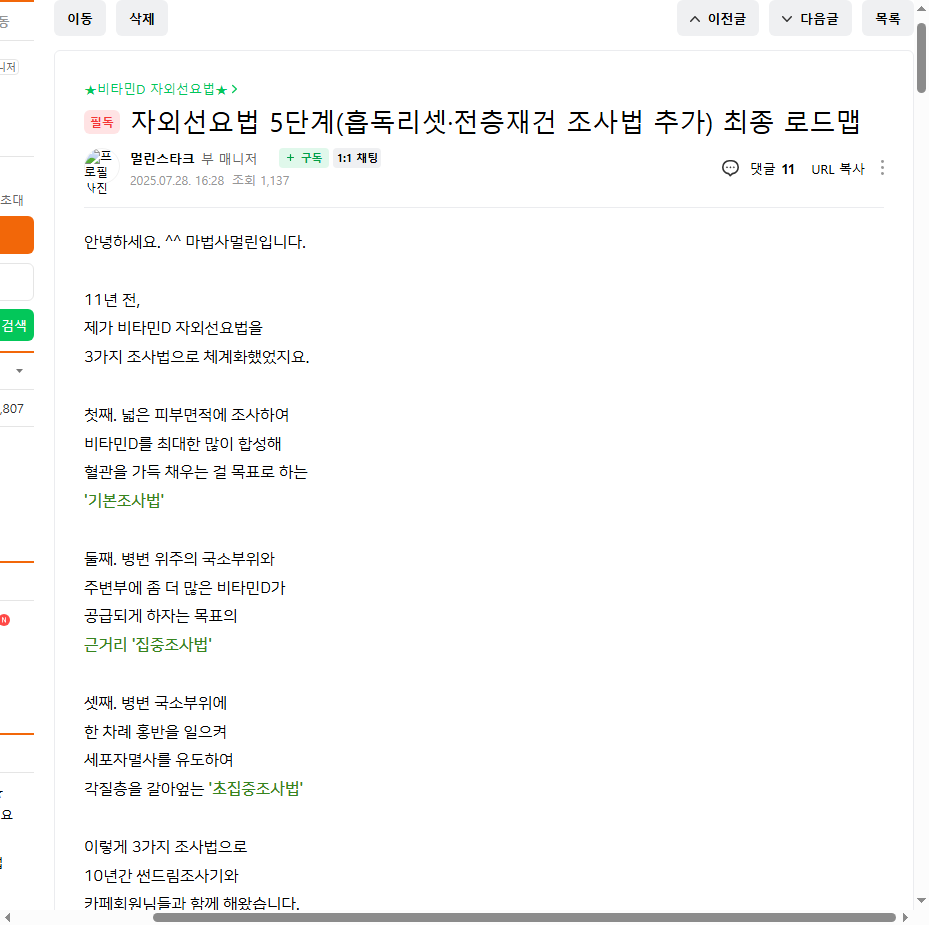 이동
삭제
이전글
다음글
목록
동
니저
초대
검색
,807
N
요
★비타민D 자외선요법★ >
필독 자외선요법 5단계(흡독리셋·전층재건 조사법 추가) 최종 로드맵
프로필 사진
멀린스타크 부 매니저 + 구독 1:1 채팅
2025.07.28. 16:28 조회 1,137
댓글 11 URL 복사
안녕하세요. ^^ 마법사멀린입니다.
11년 전,
제가 비타민D 자외선요법을
3가지 조사법으로 체계화했었지요.
첫째. 넓은 피부면적에 조사하여
비타민D를 최대한 많이 합성해
혈관을 가득 채우는 걸 목표로 하는
'기본조사법'
둘째. 병변 위주의 국소부위와
주변부에 좀 더 많은 비타민D가
공급되게 하자는 목표의
근거리 '집중조사법'
셋째. 병변 국소부위에
한 차례 홍반을 일으켜
세포자멸사를 유도하여
각질층을 갈아엎는 '초집중조사법'
이렇게 3가지 조사법으로
10년간 썬드림조사기와
카페회원님들과 함께 해왔습니다.